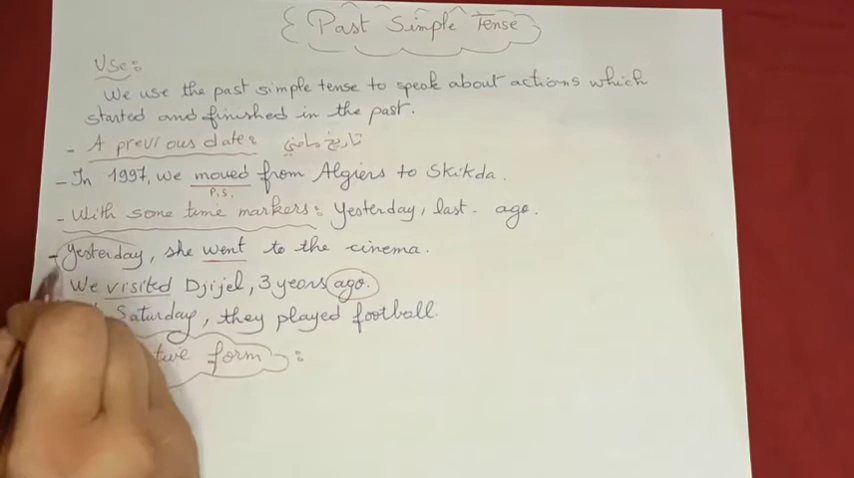 Past Simple Tense
Use:
We use the past simple tense to speak about actions which
started and finished in the past.
- A previous date: تاريخ ماضي
- In 1997, we moved from Algiers to Skikda.
P.S.
- With some time markers: Yesterday, last - ago.
- Yesterday, she went to the cinema.
We visited Djijel, 3 years ago.
Saturday, they played football.
form :